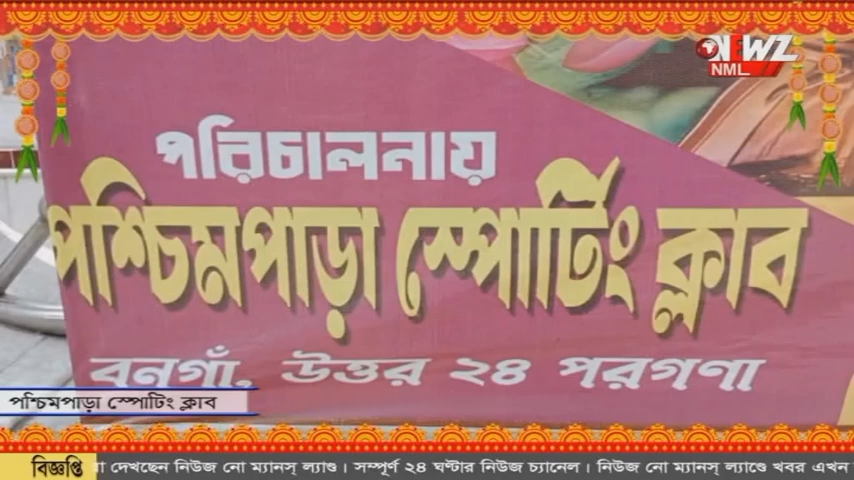 NEWZ
NML
পরিচালনায়
পশ্চিমপাড়া স্পোর্টিং ক্লাব
বনগাঁ, উত্তর ২৪ পরগণা
পশ্চিমপাড়া স্পোটিং ক্লাব
বিজ্ঞপ্তি
দেখছেন নিউজ নো ম্যানস্ ল্যাণ্ড । সম্পূর্ণ ২৪ ঘণ্টার নিউজ চ্যানেল । নিউজ নো ম্যানস্ ল্যাণ্ডে খবর এখন